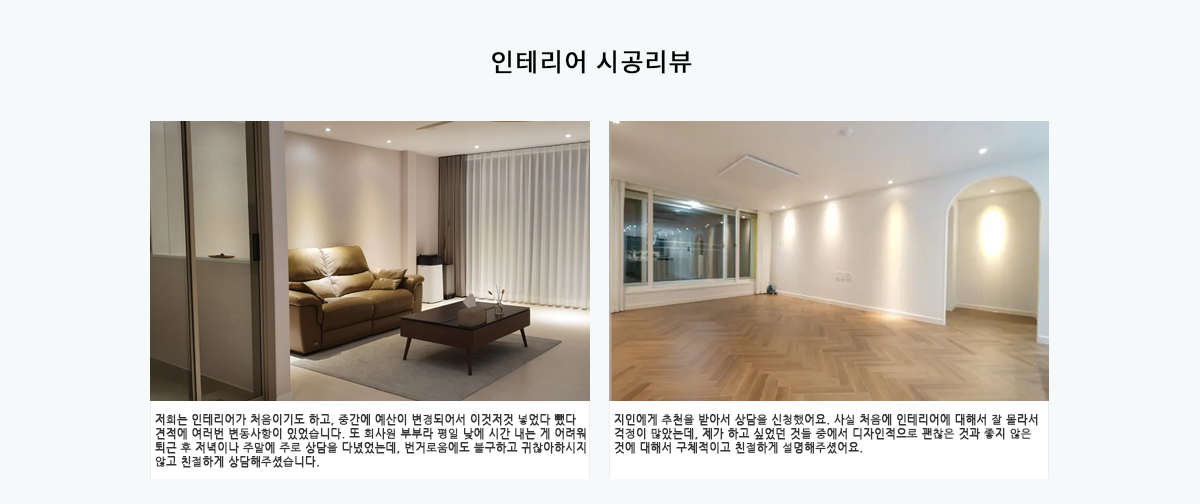 인테리어 시공리뷰
저희는 인테리어가 처음이기도 하고, 중간에 예산이 변경되어서 이것저것 넣었다 뺐다
견적에 여러번 변동사항이 있었습니다. 또 회사원 부부라 평일 낮에 시간 내는 게 어려워
퇴근 후 저녁이나 주말에 주로 상담을 다녔었는데, 번거로움에도 불구하고 귀찮아하시지
않고 친절하게 상담해주셨습니다.
지인에게 추천을 받아서 상담을 신청했어요. 사실 처음에 인테리어에 대해서 잘 몰라서
걱정이 많았는데, 제가 하고 싶었던 것들 중에서 디자인적으로 괜찮은 것과 좋지 않은
것에 대해서 구체적이고 친절하게 설명해주셨어요.